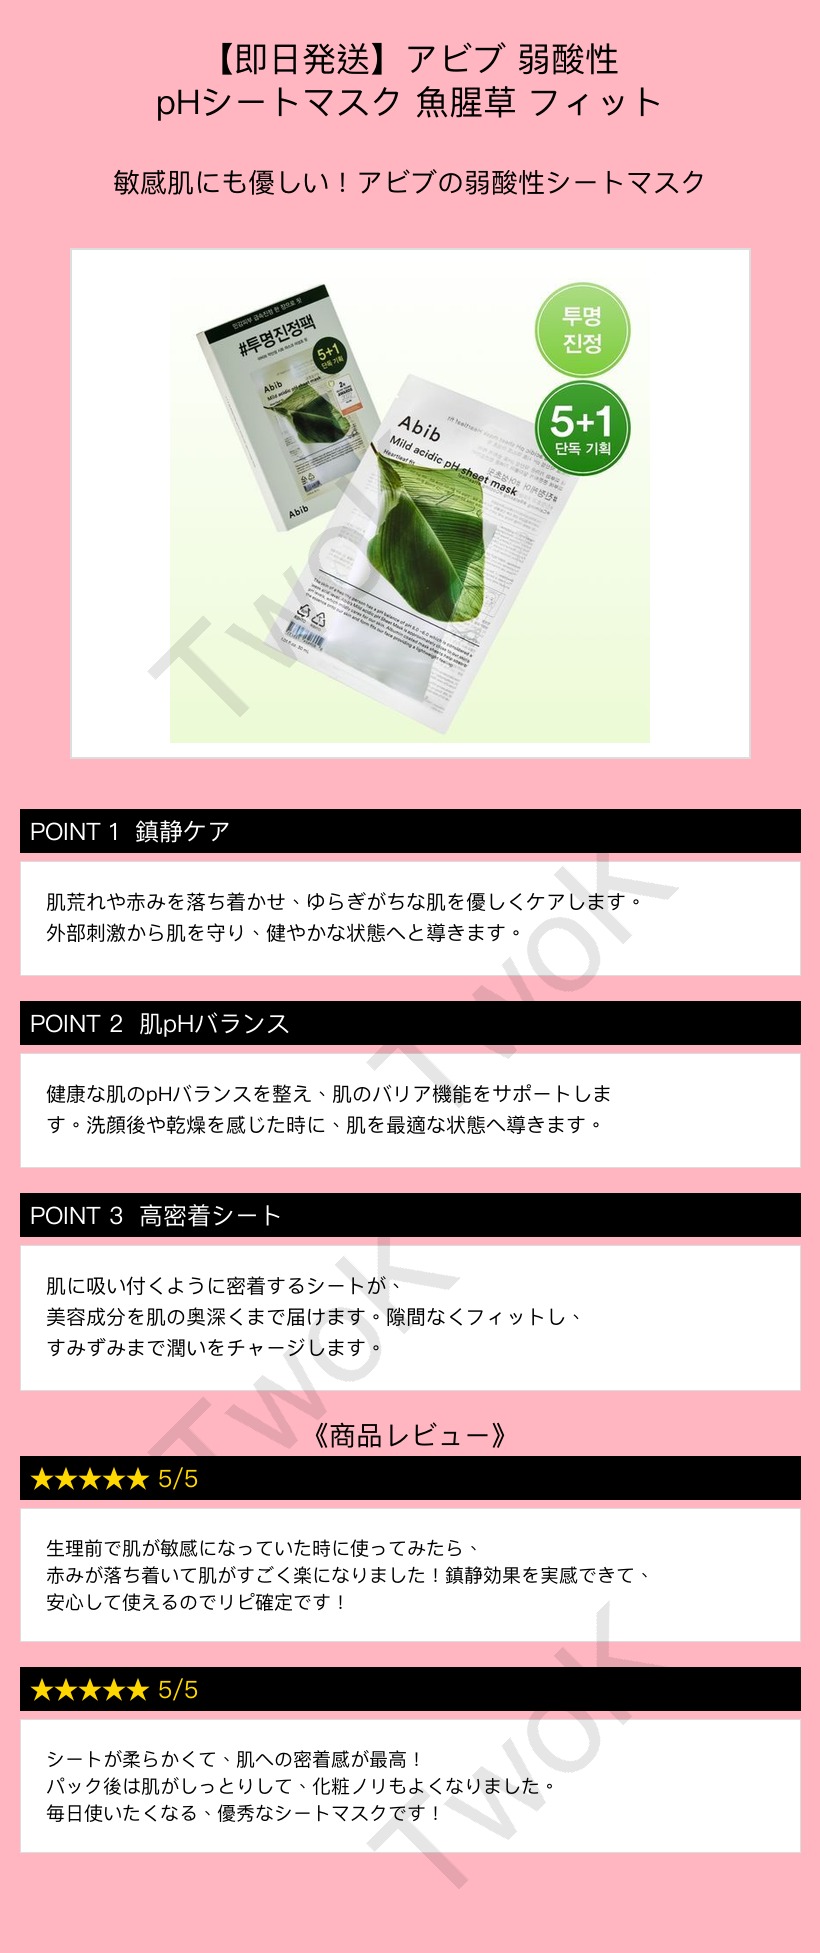 【即日発送】アビブ 弱酸性
pHシートマスク 魚腥草 フィット
敏感肌にも優しい！アビブの弱酸性シートマスク
민감피부 급속진정 한 장으로 핏
#투명진정팩
5+1
단독 기획
Abib
Mild acidic pH sheet mask
Abib
투명
진정
5+1
단독 기획
Abib
Mild acidic pH sheet mask
Heartleaf fit
TwoK
POINT 1 鎮静ケア
肌荒れや赤みを落ち着かせ、ゆらぎがちな肌を優しくケアします。
外部刺激から肌を守り、健やかな状態へと導きます。
TwoK
POINT 2 肌pHバランス
健康な肌のpHバランスを整え、肌のバリア機能をサポートしま
す。洗顔後や乾燥を感じた時に、肌を最適な状態へ導きます。
POINT 3 高密着シート
肌に吸い付くように密着するシートが、
美容成分を肌の奥深くまで届けます。隙間なくフィットし、
すみずみまで潤いをチャージします。
TwoK
《商品レビュー》
★★★★★ 5/5
生理前で肌が敏感になっていた時に使ってみたら、
赤みが落ち着いて肌がすごく楽になりました！鎮静効果を実感できて、
安心して使えるのでリピ確定です！
★★★★★ 5/5
シートが柔らかくて、肌への密着感が最高！
パック後は肌がしっとりして、化粧ノリもよくなりました。
毎日使いたくなる、優秀なシートマスクです！
TwoK